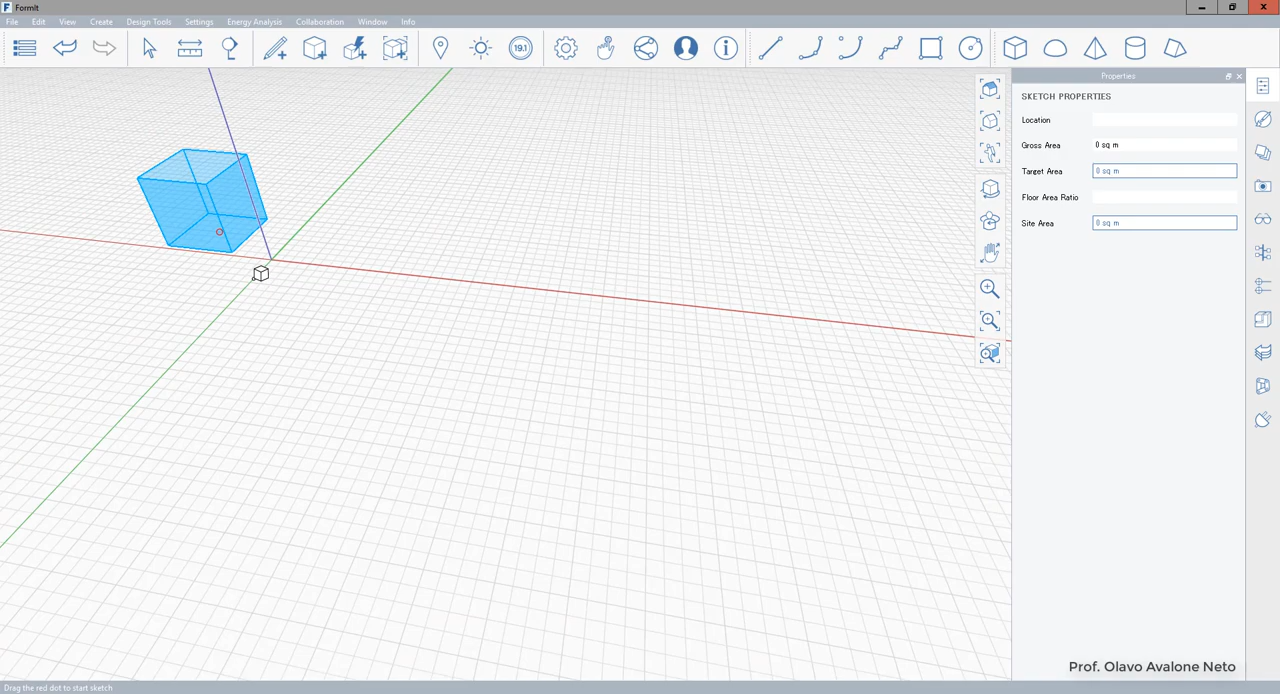 FormIt
File Edit View Create Design Tools Settings Energy Analysis Collaboration Window Info
19.1
Properties
SKETCH PROPERTIES
Location
Gross Area 0 sq m
Target Area 0 sq m
Floor Area Ratio
Site Area 0 sq m
Prof. Olavo Avalone Neto
Drag the red dot to start sketch